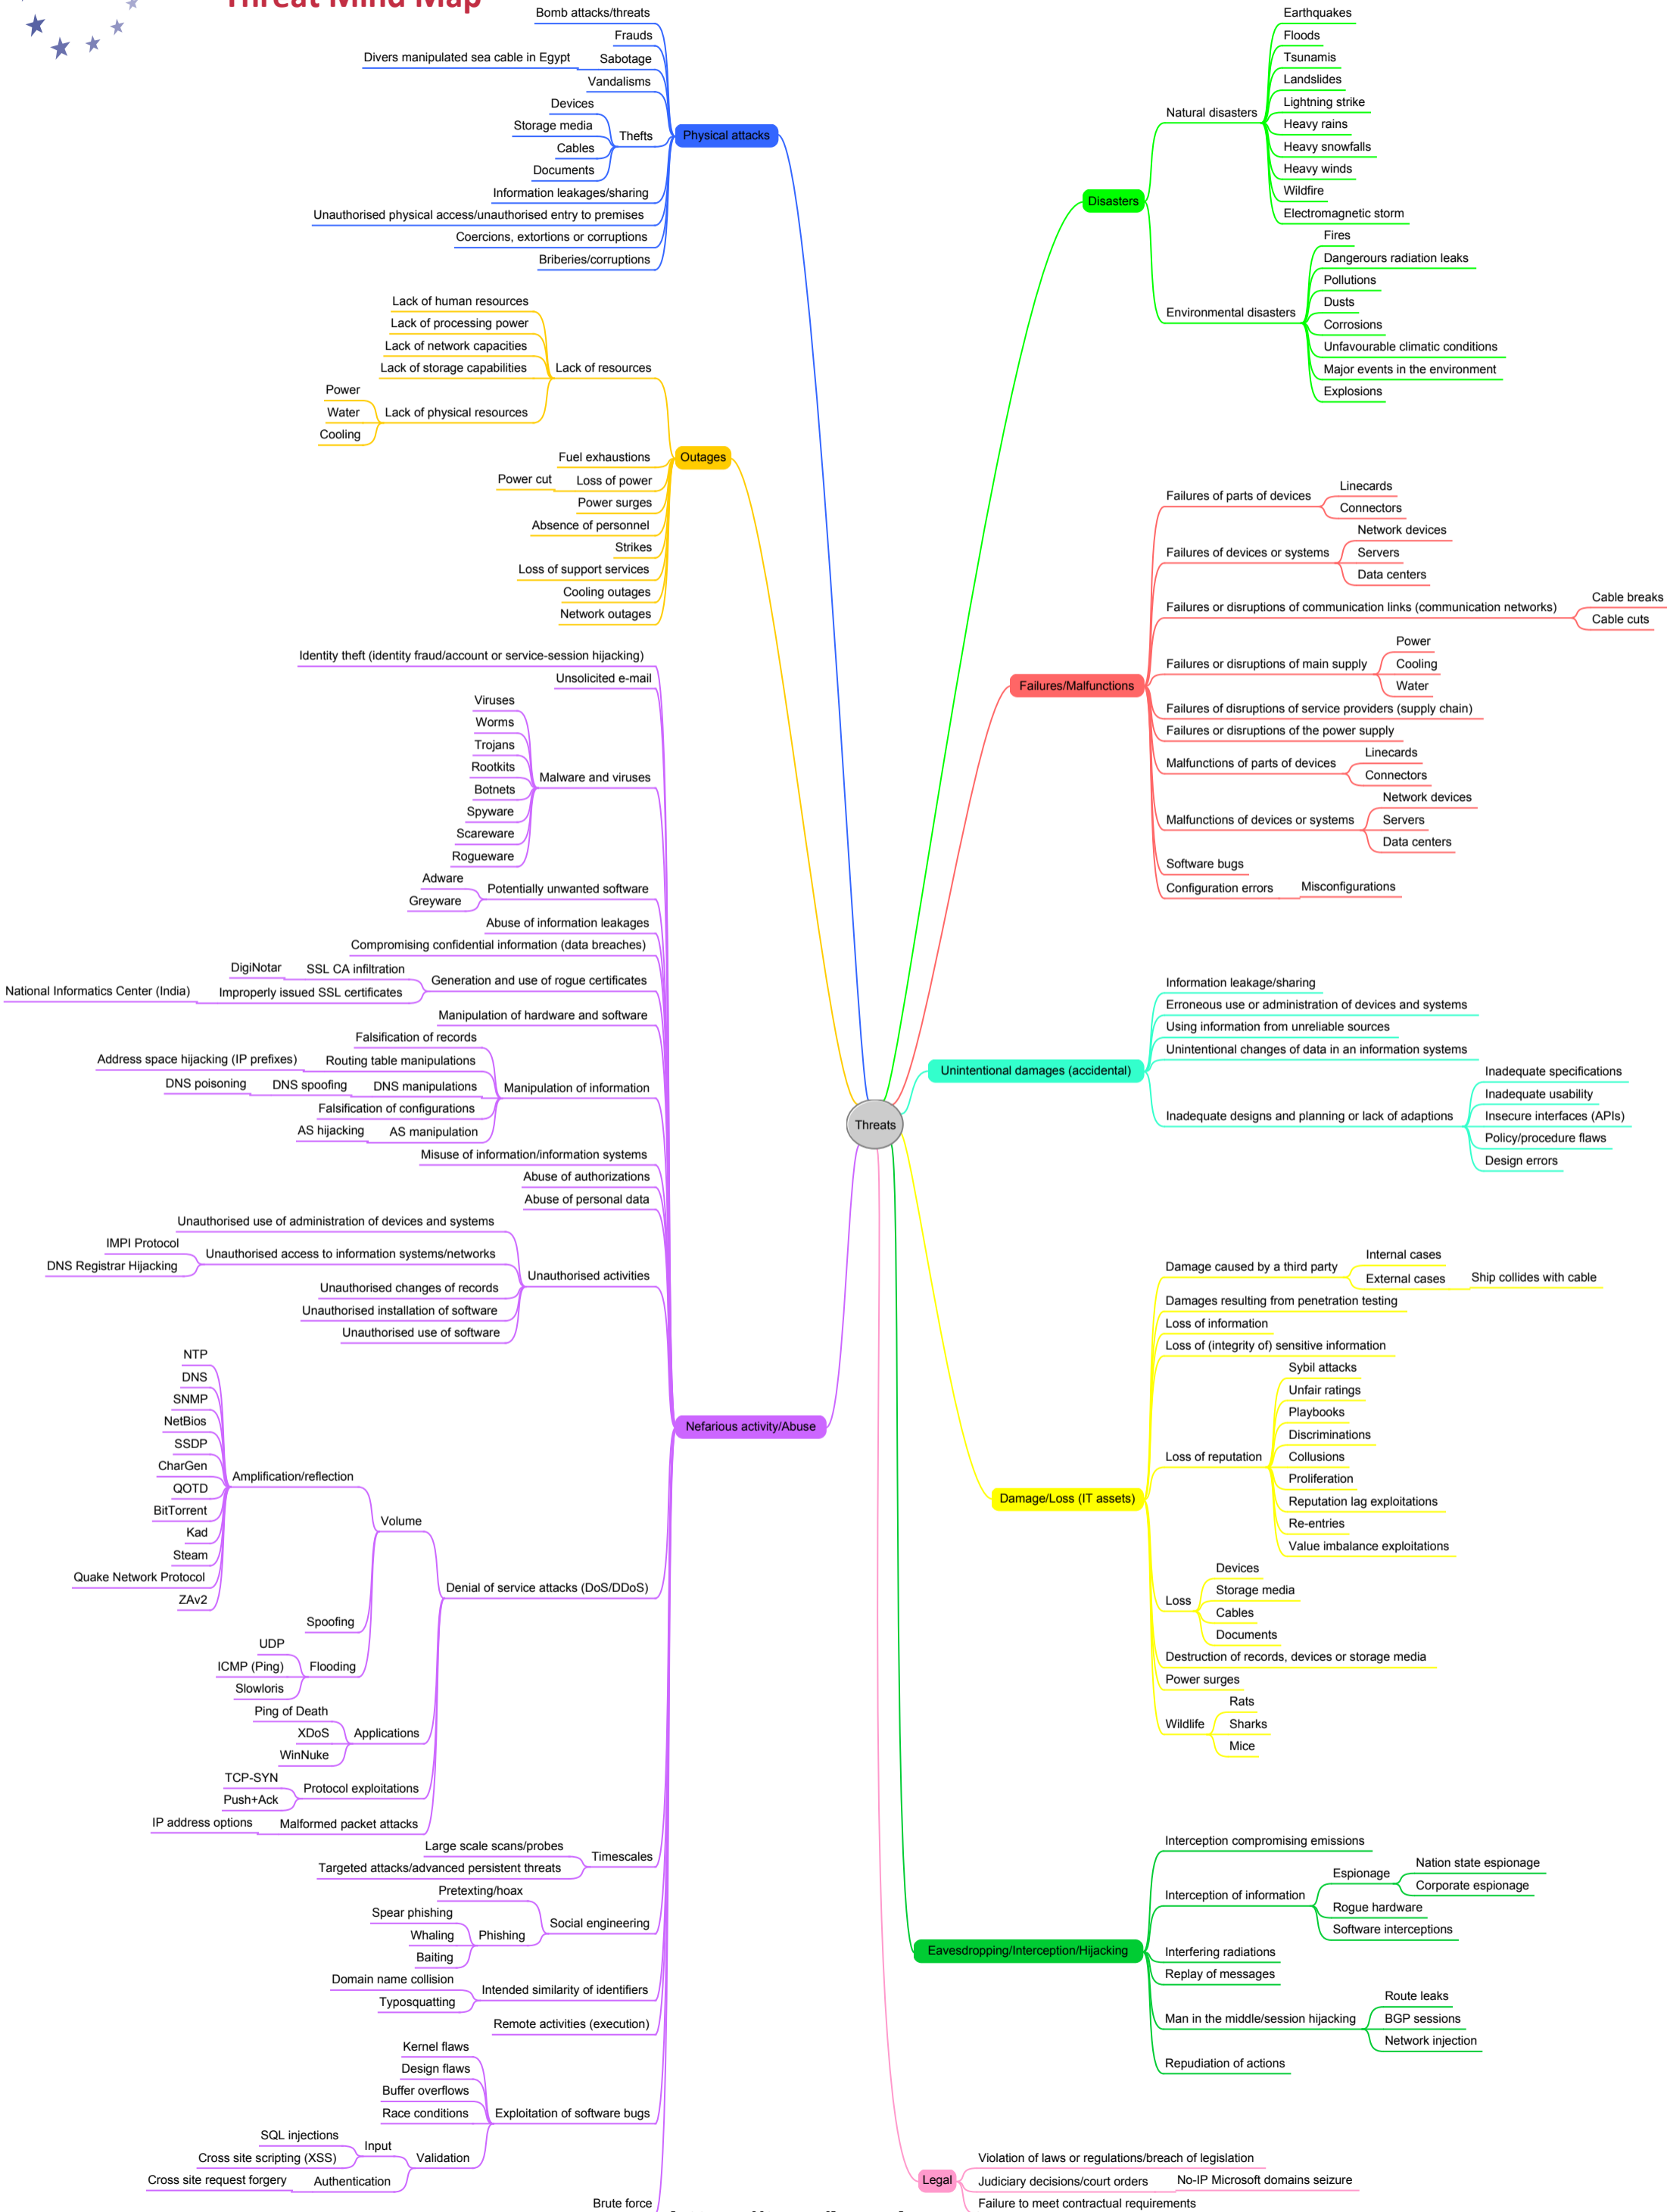 Threat Mind Map
Bomb attacks/threats
Frauds
Divers manipulated sea cable in Egypt
Sabotage
Vandalisms
Devices
Storage media
Cables
Documents
Thefts
Information leakages/sharing
Unauthorised physical access/unauthorised entry to premises
Coercions, extortions or corruptions
Briberies/corruptions
Physical attacks
Lack of human resources
Lack of processing power
Lack of network capacities
Lack of storage capabilities
Lack of resources
Power
Water
Cooling
Lack of physical resources
Fuel exhaustions
Power cut
Loss of power
Power surges
Absence of personnel
Strikes
Loss of support services
Cooling outages
Network outages
Outages
Identity theft (identity fraud/account or service-session hijacking)
Unsolicited e-mail
Viruses
Worms
Trojans
Rootkits
Botnets
Spyware
Scareware
Rogueware
Malware and viruses
Adware
Greyware
Potentially unwanted software
Abuse of information leakages
Compromising confidential information (data breaches)
DigiNotar
SSL CA infiltration
National Informatics Center (India)
Improperly issued SSL certificates
Generation and use of rogue certificates
Manipulation of hardware and software
Falsification of records
Address space hijacking (IP prefixes)
Routing table manipulations
DNS poisoning
DNS spoofing
DNS manipulations
Falsification of configurations
AS hijacking
AS manipulation
Manipulation of information
Misuse of information/information systems
Abuse of authorizations
Abuse of personal data
Unauthorised use of administration of devices and systems
IMPI Protocol
DNS Registrar Hijacking
Unauthorised access to information systems/networks
Unauthorised changes of records
Unauthorised installation of software
Unauthorised use of software
Unauthorised activities
Nefarious activity/Abuse
NTP
DNS
SNMP
NetBios
SSDP
CharGen
QOTD
BitTorrent
Kad
Steam
Quake Network Protocol
ZAv2
Amplification/reflection
Spoofing
UDP
ICMP (Ping)
Slowloris
Flooding
Volume
Ping of Death
XDoS
WinNuke
Applications
TCP-SYN
Push+Ack
Protocol exploitations
IP address options
Malformed packet attacks
Denial of service attacks (DoS/DDoS)
Large scale scans/probes
Targeted attacks/advanced persistent threats
Timescales
Pretexting/hoax
Spear phishing
Whaling
Baiting
Phishing
Social engineering
Domain name collision
Typosquatting
Intended similarity of identifiers
Remote activities (execution)
Kernel flaws
Design flaws
Buffer overflows
Race conditions
SQL injections
Cross site scripting (XSS)
Input
Cross site request forgery
Authentication
Validation
Exploitation of software bugs
Brute force
Threats
Disasters
Natural disasters
Earthquakes
Floods
Tsunamis
Landslides
Lightning strike
Heavy rains
Heavy snowfalls
Heavy winds
Wildfire
Electromagnetic storm
Environmental disasters
Fires
Dangerours radiation leaks
Pollutions
Dusts
Corrosions
Unfavourable climatic conditions
Major events in the environment
Explosions
Failures/Malfunctions
Failures of parts of devices
Linecards
Connectors
Failures of devices or systems
Network devices
Servers
Data centers
Failures or disruptions of communication links (communication networks)
Cable breaks
Cable cuts
Failures or disruptions of main supply
Power
Cooling
Water
Failures of disruptions of service providers (supply chain)
Failures or disruptions of the power supply
Malfunctions of parts of devices
Linecards
Connectors
Malfunctions of devices or systems
Network devices
Servers
Data centers
Software bugs
Configuration errors
Misconfigurations
Unintentional damages (accidental)
Information leakage/sharing
Erroneous use or administration of devices and systems
Using information from unreliable sources
Unintentional changes of data in an information systems
Inadequate designs and planning or lack of adaptions
Inadequate specifications
Inadequate usability
Insecure interfaces (APIs)
Policy/procedure flaws
Design errors
Damage/Loss (IT assets)
Damage caused by a third party
Internal cases
External cases
Ship collides with cable
Damages resulting from penetration testing
Loss of information
Loss of (integrity of) sensitive information
Loss of reputation
Sybil attacks
Unfair ratings
Playbooks
Discriminations
Collusions
Proliferation
Reputation lag exploitations
Re-entries
Value imbalance exploitations
Loss
Devices
Storage media
Cables
Documents
Destruction of records, devices or storage media
Power surges
Wildlife
Rats
Sharks
Mice
Eavesdropping/Interception/Hijacking
Interception compromising emissions
Interception of information
Espionage
Nation state espionage
Corporate espionage
Rogue hardware
Software interceptions
Interfering radiations
Replay of messages
Man in the middle/session hijacking
Route leaks
BGP sessions
Network injection
Repudiation of actions
Legal
Violation of laws or regulations/breach of legislation
Judiciary decisions/court orders
No-IP Microsoft domains seizure
Failure to meet contractual requirements